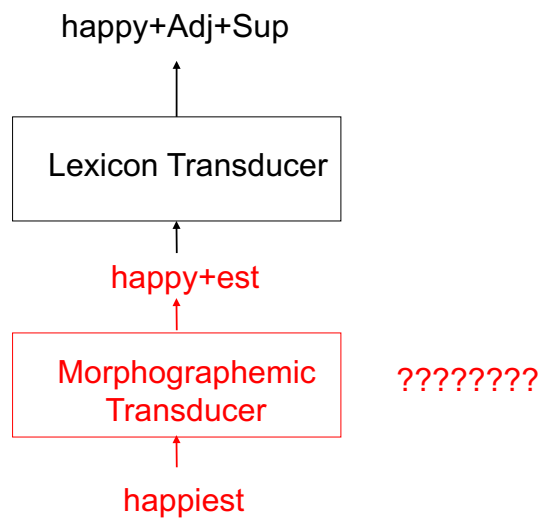 happy+Adj+Sup
Lexicon Transducer
happy+est
Morphographemic
Transducer
????????
happiest